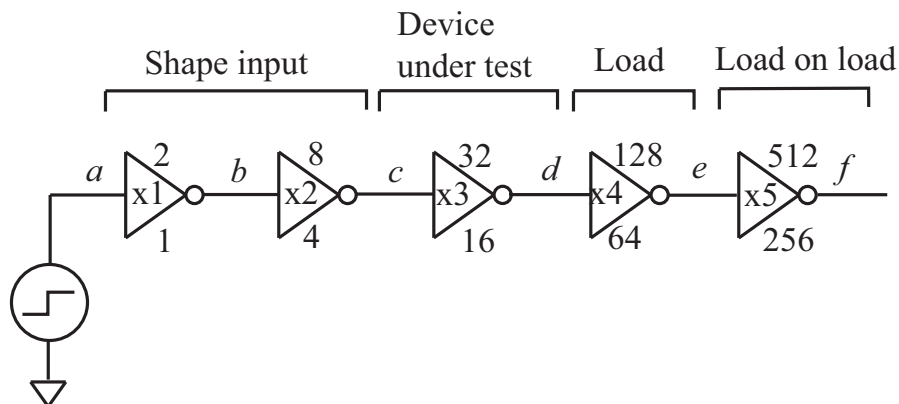 Shape input
Device
under test
Load
Load on load
a
2
x1
1
b
8
x2
4
c
32
x3
16
d
128
x4
64
e
512
x5
256
f